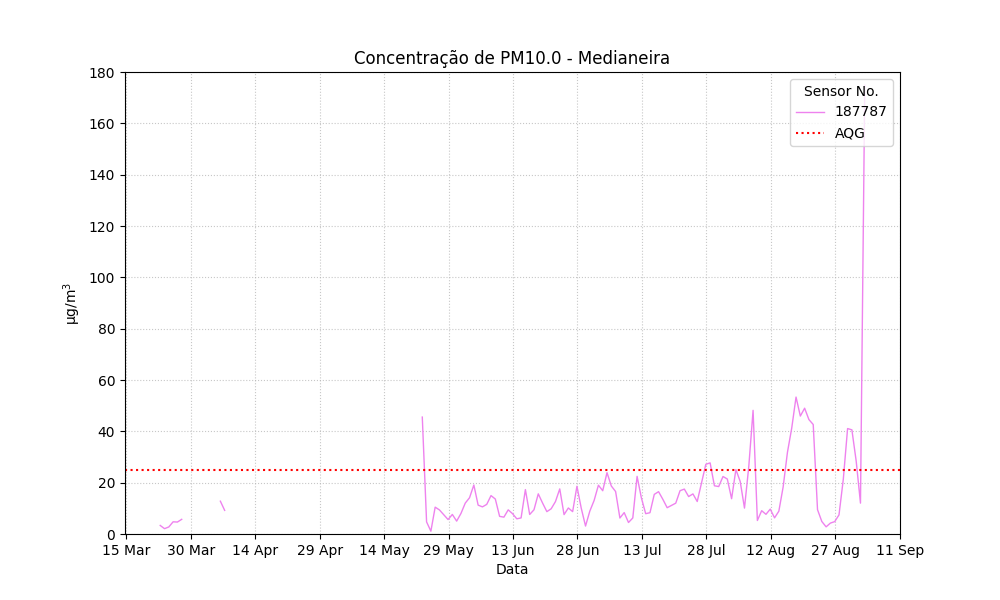 Concentração de PM10.0 - Medianeira
180
160
140
120
100
80
60
40
20
0
µg/m³
Sensor No.
187787
AQG
15 Mar 30 Mar 14 Apr 29 Apr 14 May 29 May 13 Jun 28 Jun 13 Jul 28 Jul 12 Aug 27 Aug 11 Sep
Data